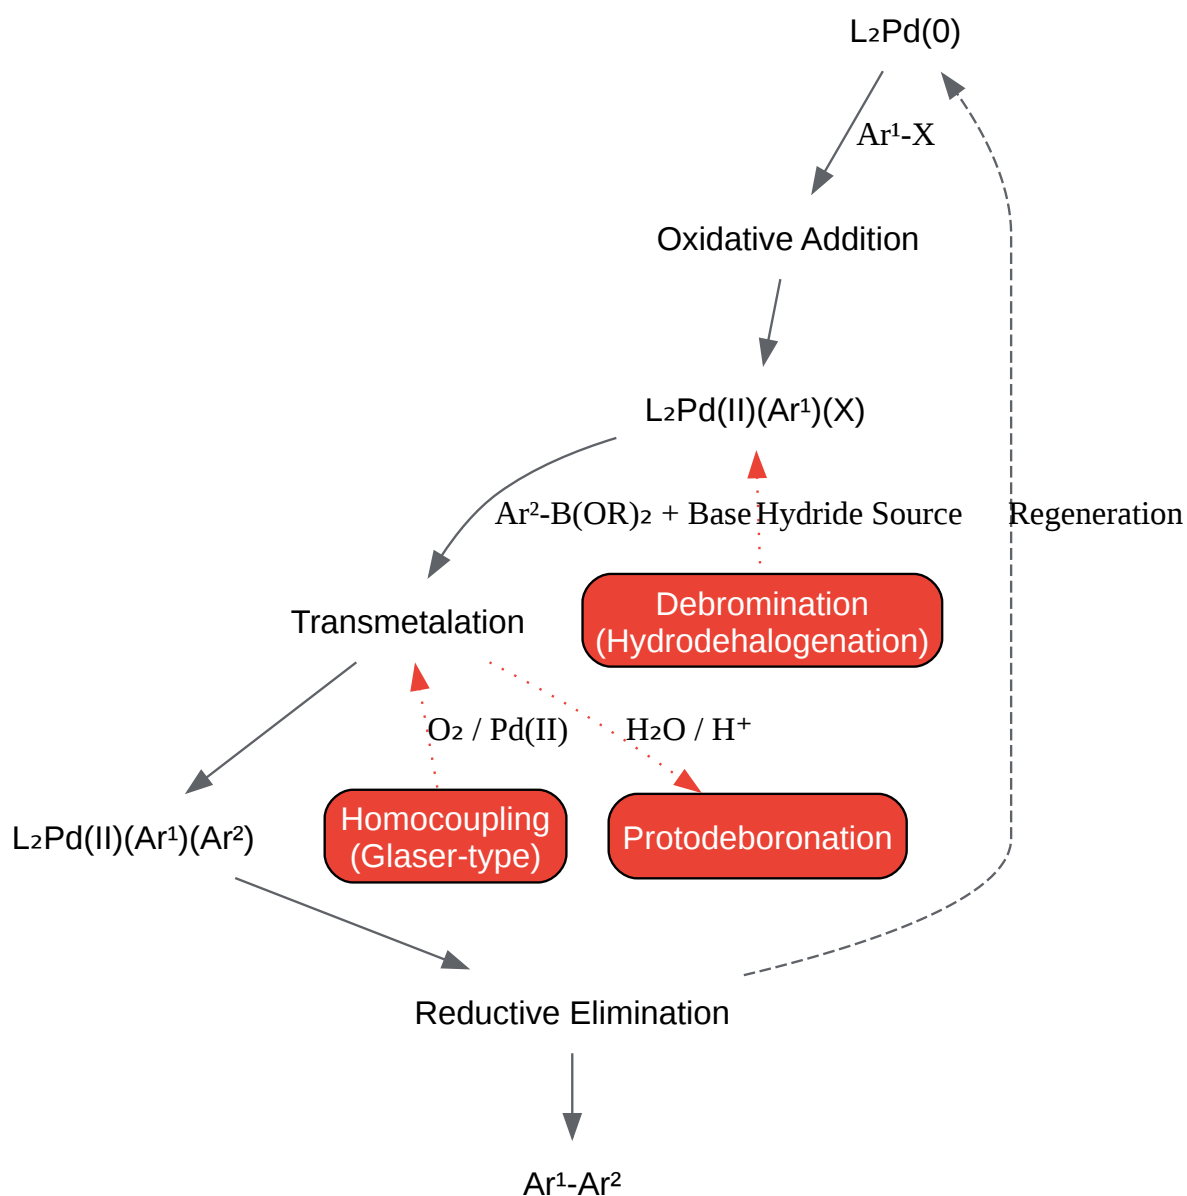 L₂Pd(0)
Ar¹-X
Oxidative Addition
L₂Pd(II)(Ar¹)(X)
Ar²-B(OR)₂ + Base
Hydride Source
Regeneration
Debromination
(Hydrodehalogenation)
Transmetalation
O₂ / Pd(II)
H₂O / H⁺
Homocoupling
(Glaser-type)
Protodeboronation
L₂Pd(II)(Ar¹)(Ar²)
Reductive Elimination
Ar¹-Ar²